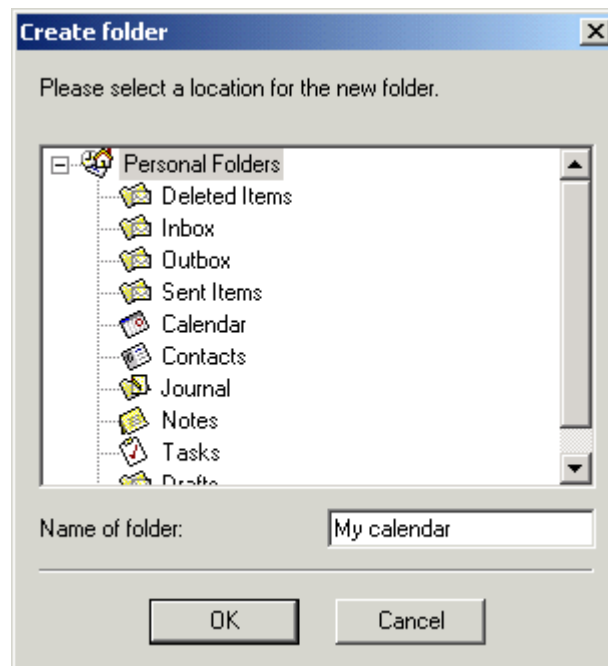 Create folder
Please select a location for the new folder.
Personal Folders
Deleted Items
Inbox
Outbox
Sent Items
Calendar
Contacts
Journal
Notes
Tasks
Drafts
Name of folder: My calendar
OK Cancel